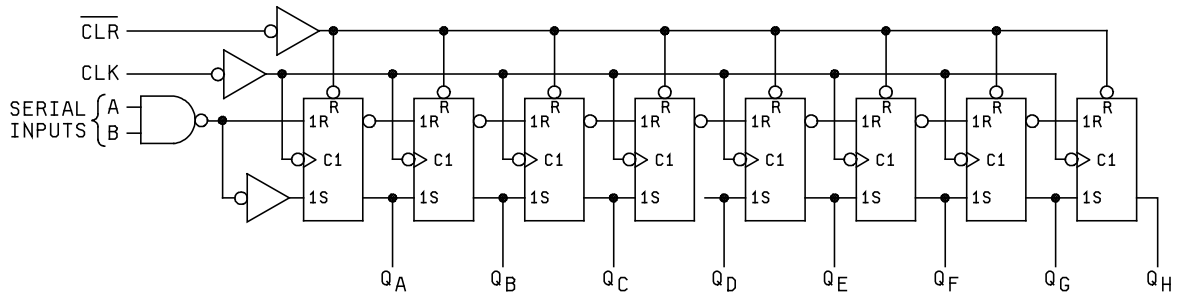 CLR
CLK
SERIAL INPUTS { A B
R R R R R R R R
1R 1R 1R 1R 1R 1R 1R 1R
C1 C1 C1 C1 C1 C1 C1 C1
1S 1S 1S 1S 1S 1S 1S 1S
QA QB QC QD QE QF QG QH